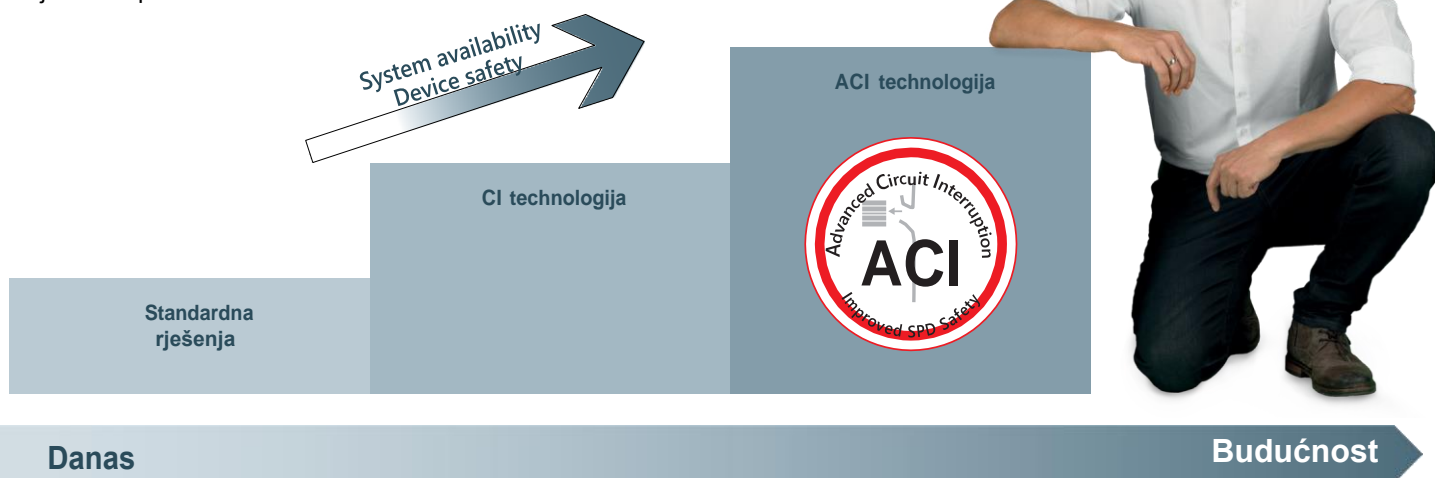 System availability
Device safety
ACI technologija
CI technologija
Advanced Circuit Interruption
ACI
Improved SPD Safety
Standardna
rješenja
Danas
Budućnost